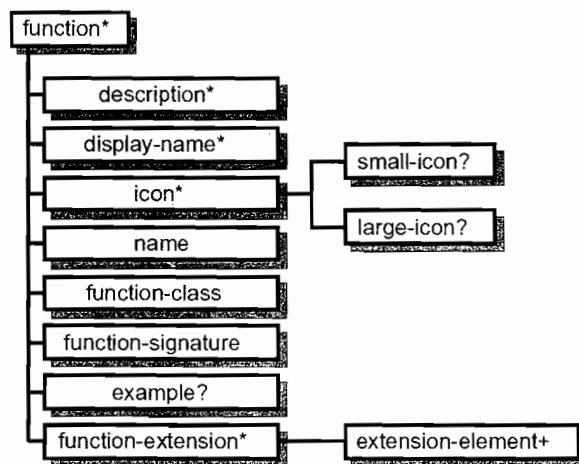 function*
description*
display-name*
small-icon?
icon*
large-icon?
name
function-class
function-signature
example?
function-extension*
extension-element+